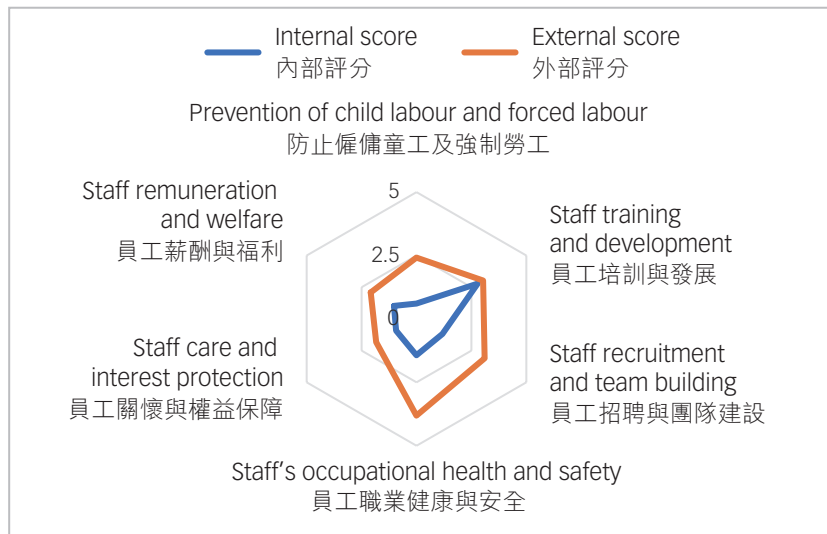 Internal score
內部評分
External score
外部評分
Prevention of child labour and forced labour
防止僱傭童工及強制勞工
Staff remuneration
and welfare
員工薪酬與福利
5
2.5
0
Staff training
and development
員工培訓與發展
Staff care and
interest protection
員工關懷與權益保障
Staff recruitment
and team building
員工招聘與團隊建設
Staff's occupational health and safety
員工職業健康與安全